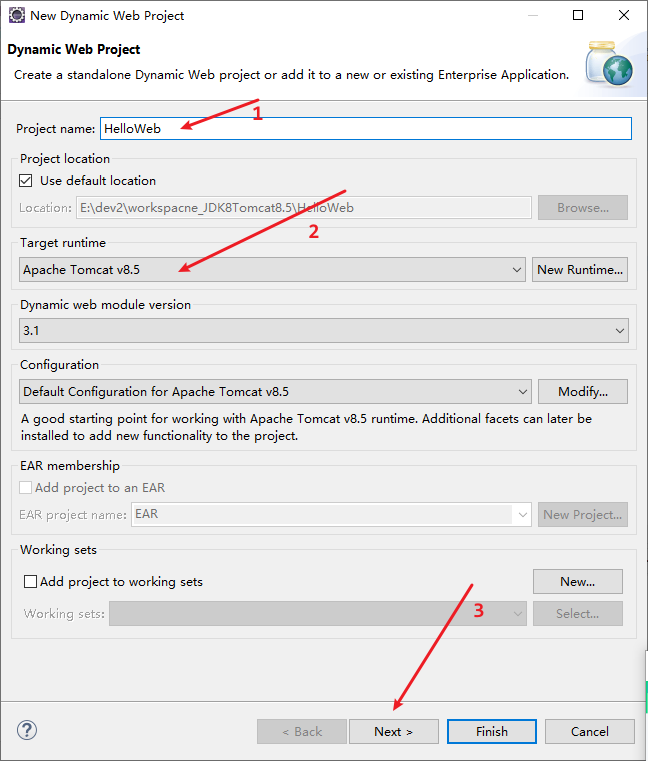 New Dynamic Web Project
Dynamic Web Project
Create a standalone Dynamic Web project or add it to a new or existing Enterprise Application.
Project name: HelloWeb
1
Project location
Use default location
Location: E:\dev2\workspacne_JDK8Tomcat8.5\HelloWeb Browse...
2
Target runtime
Apache Tomcat v8.5 New Runtime...
Dynamic web module version
3.1
Configuration
Default Configuration for Apache Tomcat v8.5 Modify...
A good starting point for working with Apache Tomcat v8.5 runtime. Additional facets can later be
installed to add new functionality to the project.
EAR membership
Add project to an EAR
EAR project name: EAR New Project...
Working sets
Add project to working sets New...
Working sets: Select...
3
? < Back Next > Finish Cancel